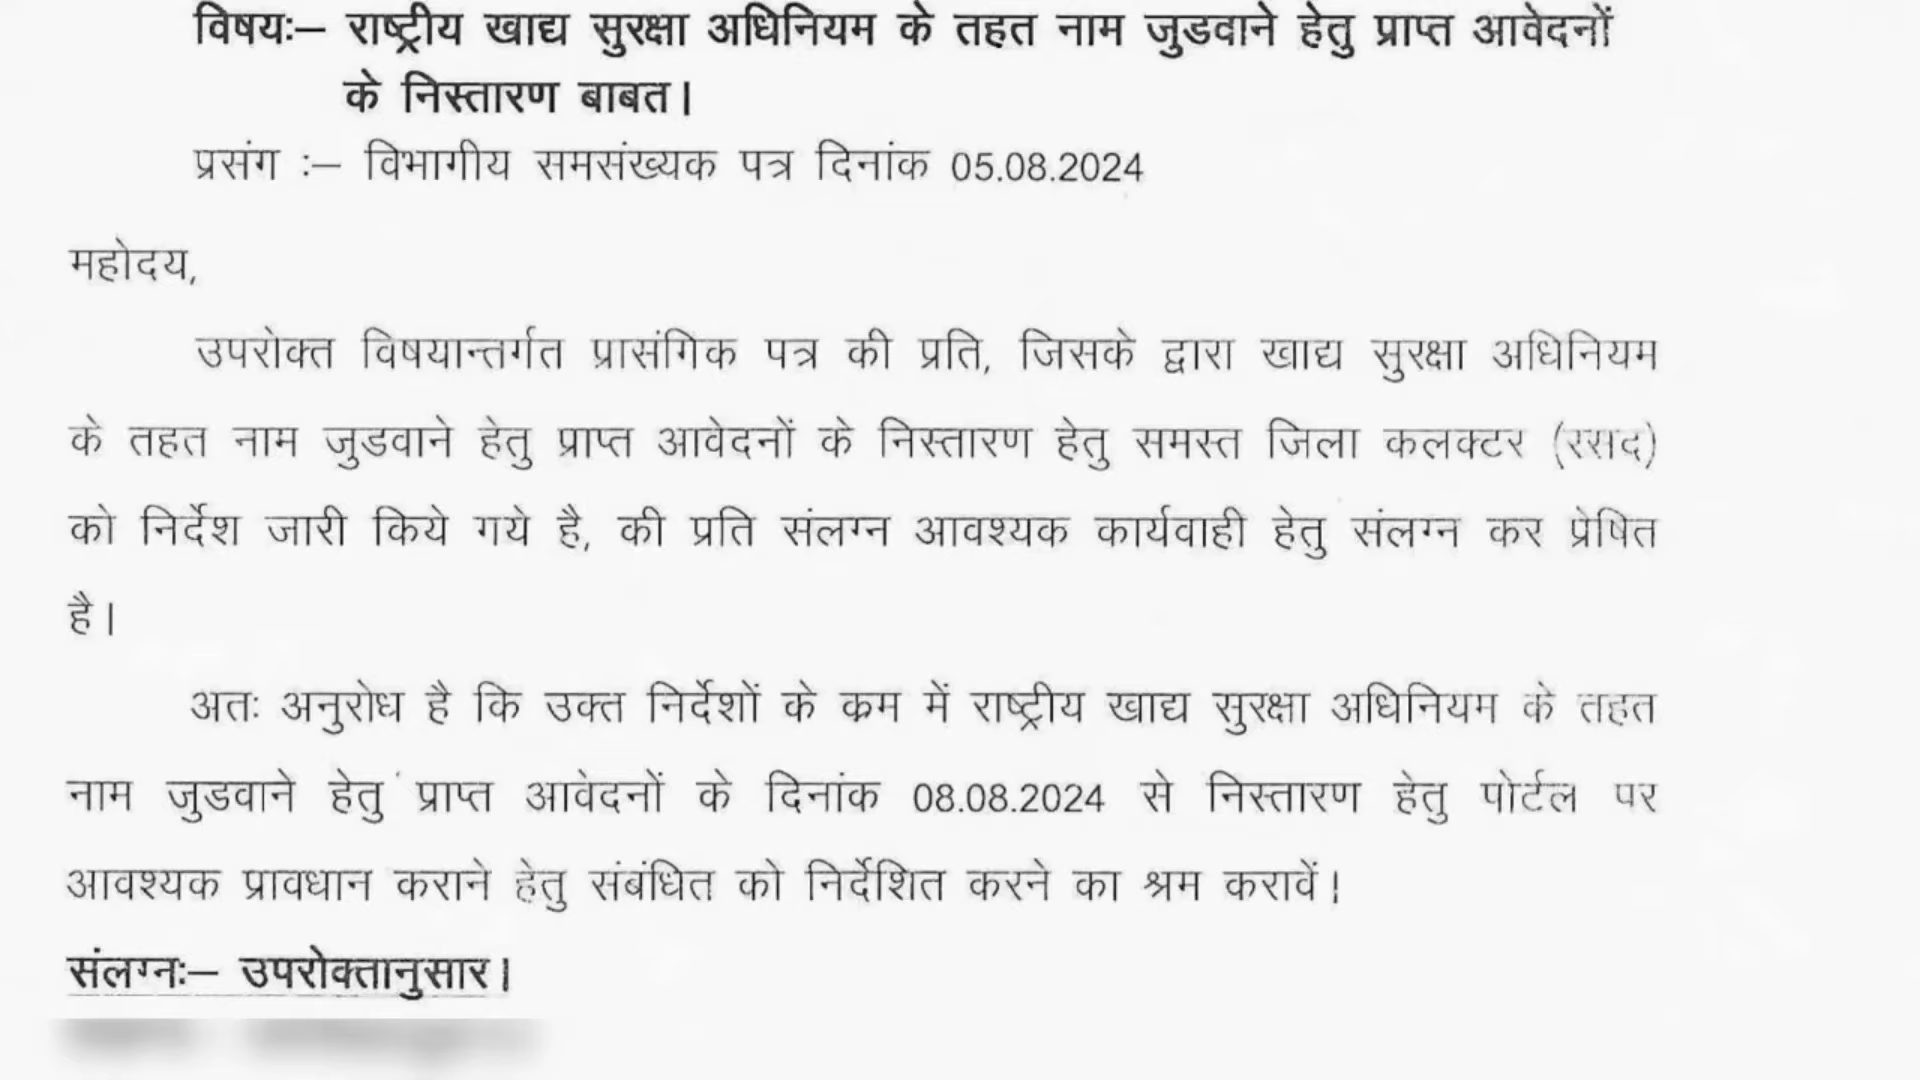 विषयः– राष्ट्रीय खाद्य सुरक्षा अधिनियम के तहत नाम जुडवाने हेतु प्राप्त आवेदनों
के निस्तारण बाबत।
प्रसंग :– विभागीय समसंख्यक पत्र दिनांक 05.08.2024
महोदय,
उपरोक्त विषयान्तर्गत प्रासंगिक पत्र की प्रति, जिसके द्वारा खाद्य सुरक्षा अधिनियम
के तहत नाम जुडवाने हेतु प्राप्त आवेदनों के निस्तारण हेतु समस्त जिला कलक्टर (रसद)
को निर्देश जारी किये गये है, की प्रति संलग्न आवश्यक कार्यवाही हेतु संलग्न कर प्रेषित
है।
अतः अनुरोध है कि उक्त निर्देशों के कम में राष्ट्रीय खाद्य सुरक्षा अधिनियम के तहत
नाम जुडवाने हेतु प्राप्त आवेदनों के दिनांक 08.08.2024 से निस्तारण हेतु पोर्टल पर
आवश्यक प्रावधान कराने हेतु संबंधित को निर्देशित करने का श्रम करावें।
संलग्नः– उपरोक्तानुसार।